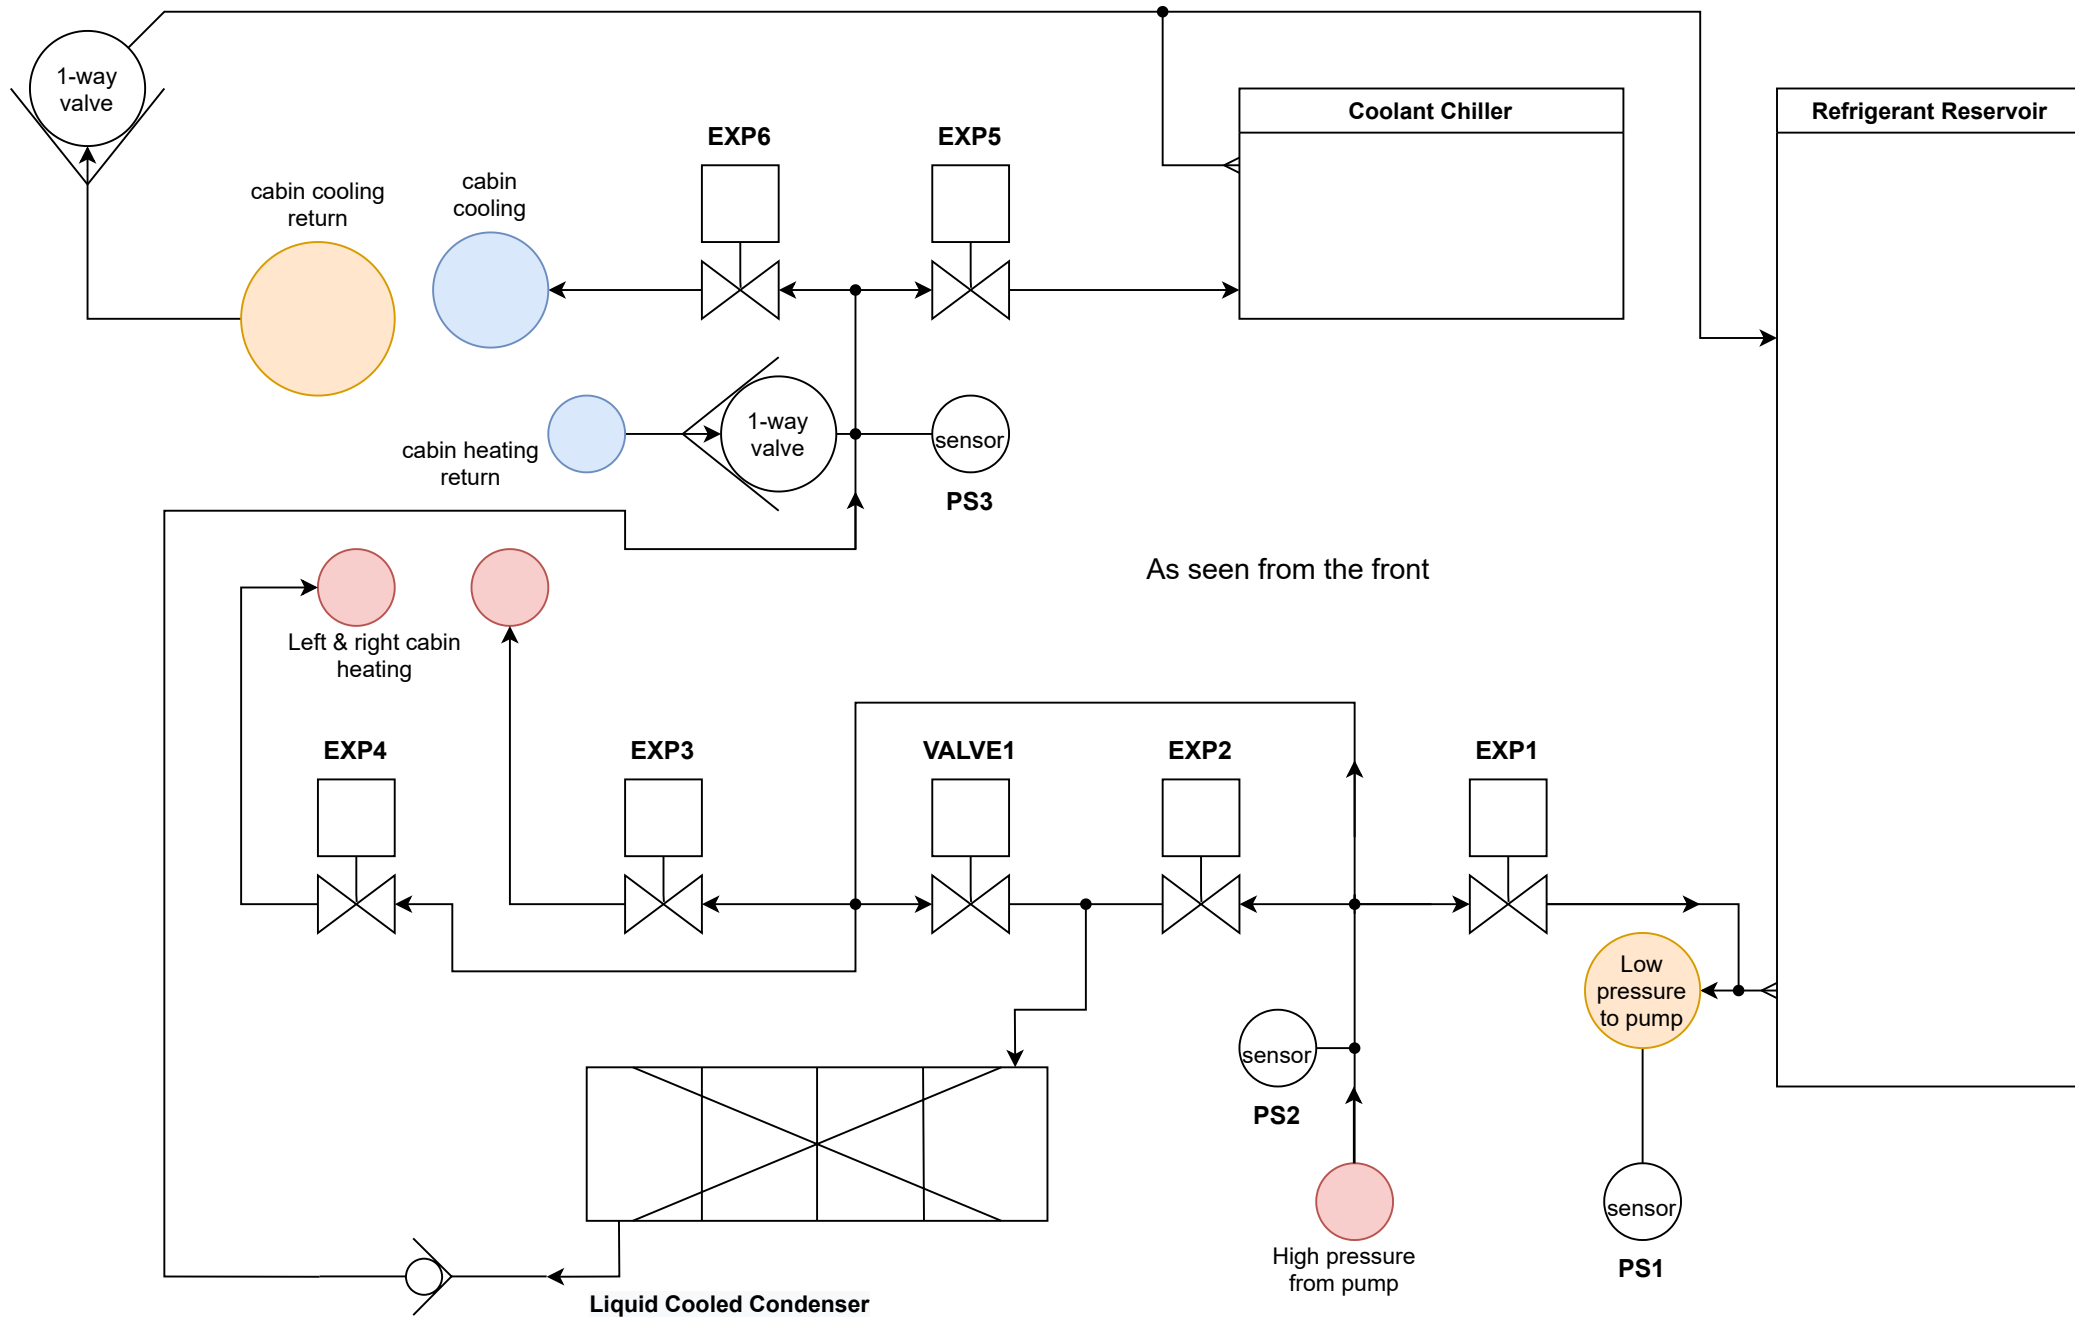 1-way
valve
Coolant Chiller
Refrigerant Reservoir
EXP6
EXP5
cabin cooling
return
cabin
cooling
1-way
valve
sensor
cabin heating
return
PS3
As seen from the front
Left & right cabin
heating
EXP4
EXP3
VALVE1
EXP2
EXP1
Low
pressure
to pump
sensor
PS2
sensor
High pressure
from pump
PS1
Liquid Cooled Condenser